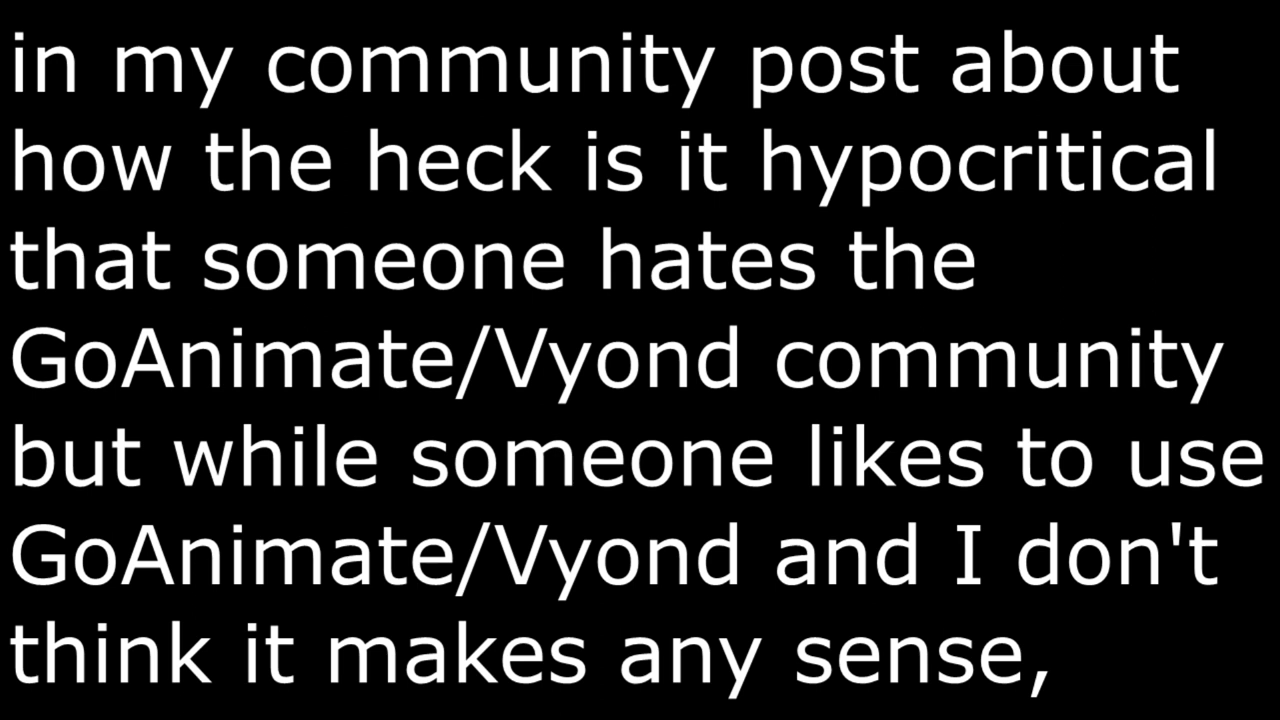 in my community post about
how the heck is it hypocritical
that someone hates the
GoAnimate/Vyond community
but while someone likes to use
GoAnimate/Vyond and I don't
think it makes any sense,